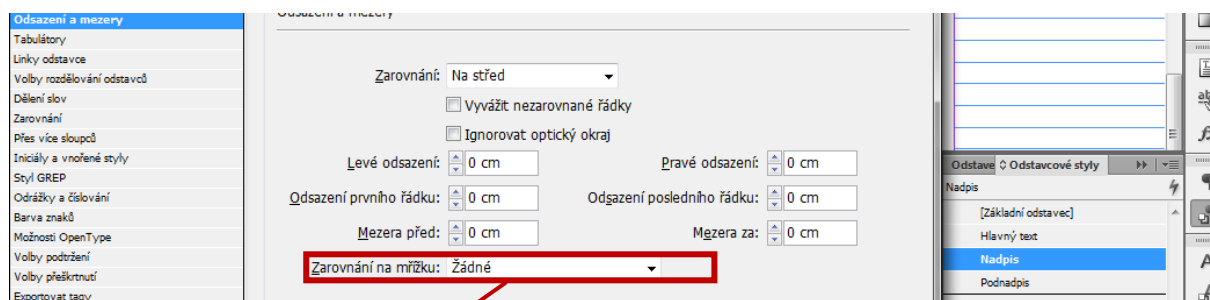 Odsazení a mezery
Tabulátory
Linky odstavce
Volby rozdělování odstavců
Dělení slov
Zarovnání
Přes více sloupců
Iniciály a vnořené styly
Styl GREP
Odrážky a číslování
Barva znaků
Možnosti OpenType
Volby podtržení
Volby přeškrtnutí
Exportovat tagy
Odsazení a mezery
Zarovnání: Na střed
Vyvážit nezarovnané řádky
Ignorovat optický okraj
Levé odsazení: 0 cm Pravé odsazení: 0 cm
Odsazení prvního řádku: 0 cm Odsazení posledního řádku: 0 cm
Mezera před: 0 cm Mezera za: 0 cm
Zarovnání na mřížku: Žádné
Odstave Odstavcové styly
Nadpis
[Základní odstavec]
Hlavný text
Nadpis
Podnadpis